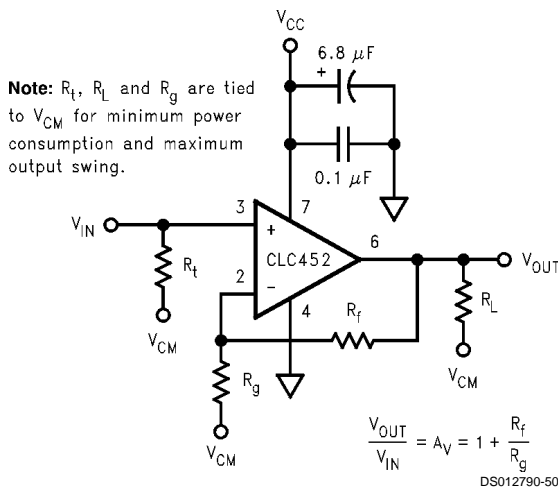 V_CC
6.8 µF
+
Note: R_t, R_L and R_g are tied
to V_CM for minimum power
consumption and maximum
output swing.
0.1 µF
V_IN
3
7
+
CLC452
6
V_OUT
R_t
2
−
4
R_f
R_L
V_CM
R_g
V_CM
V_CM
V_OUT / V_IN = A_V = 1 + R_f / R_g
DS012790-50